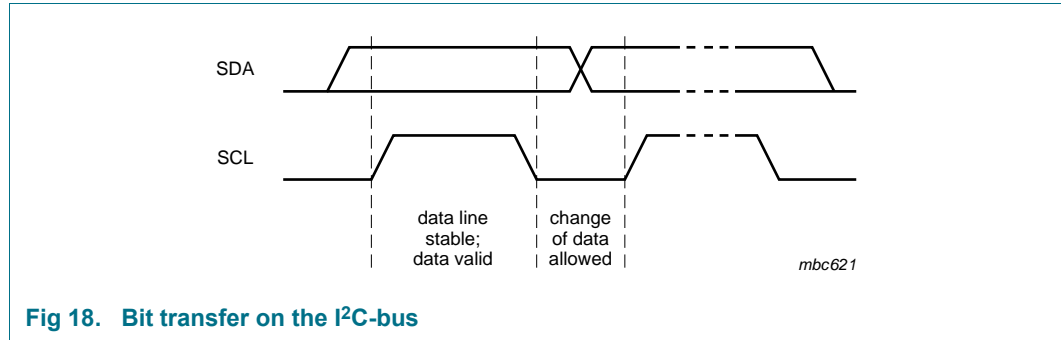 SDA
SCL
data line
stable;
data valid
change
of data
allowed
mbc621
Fig 18. Bit transfer on the I²C-bus